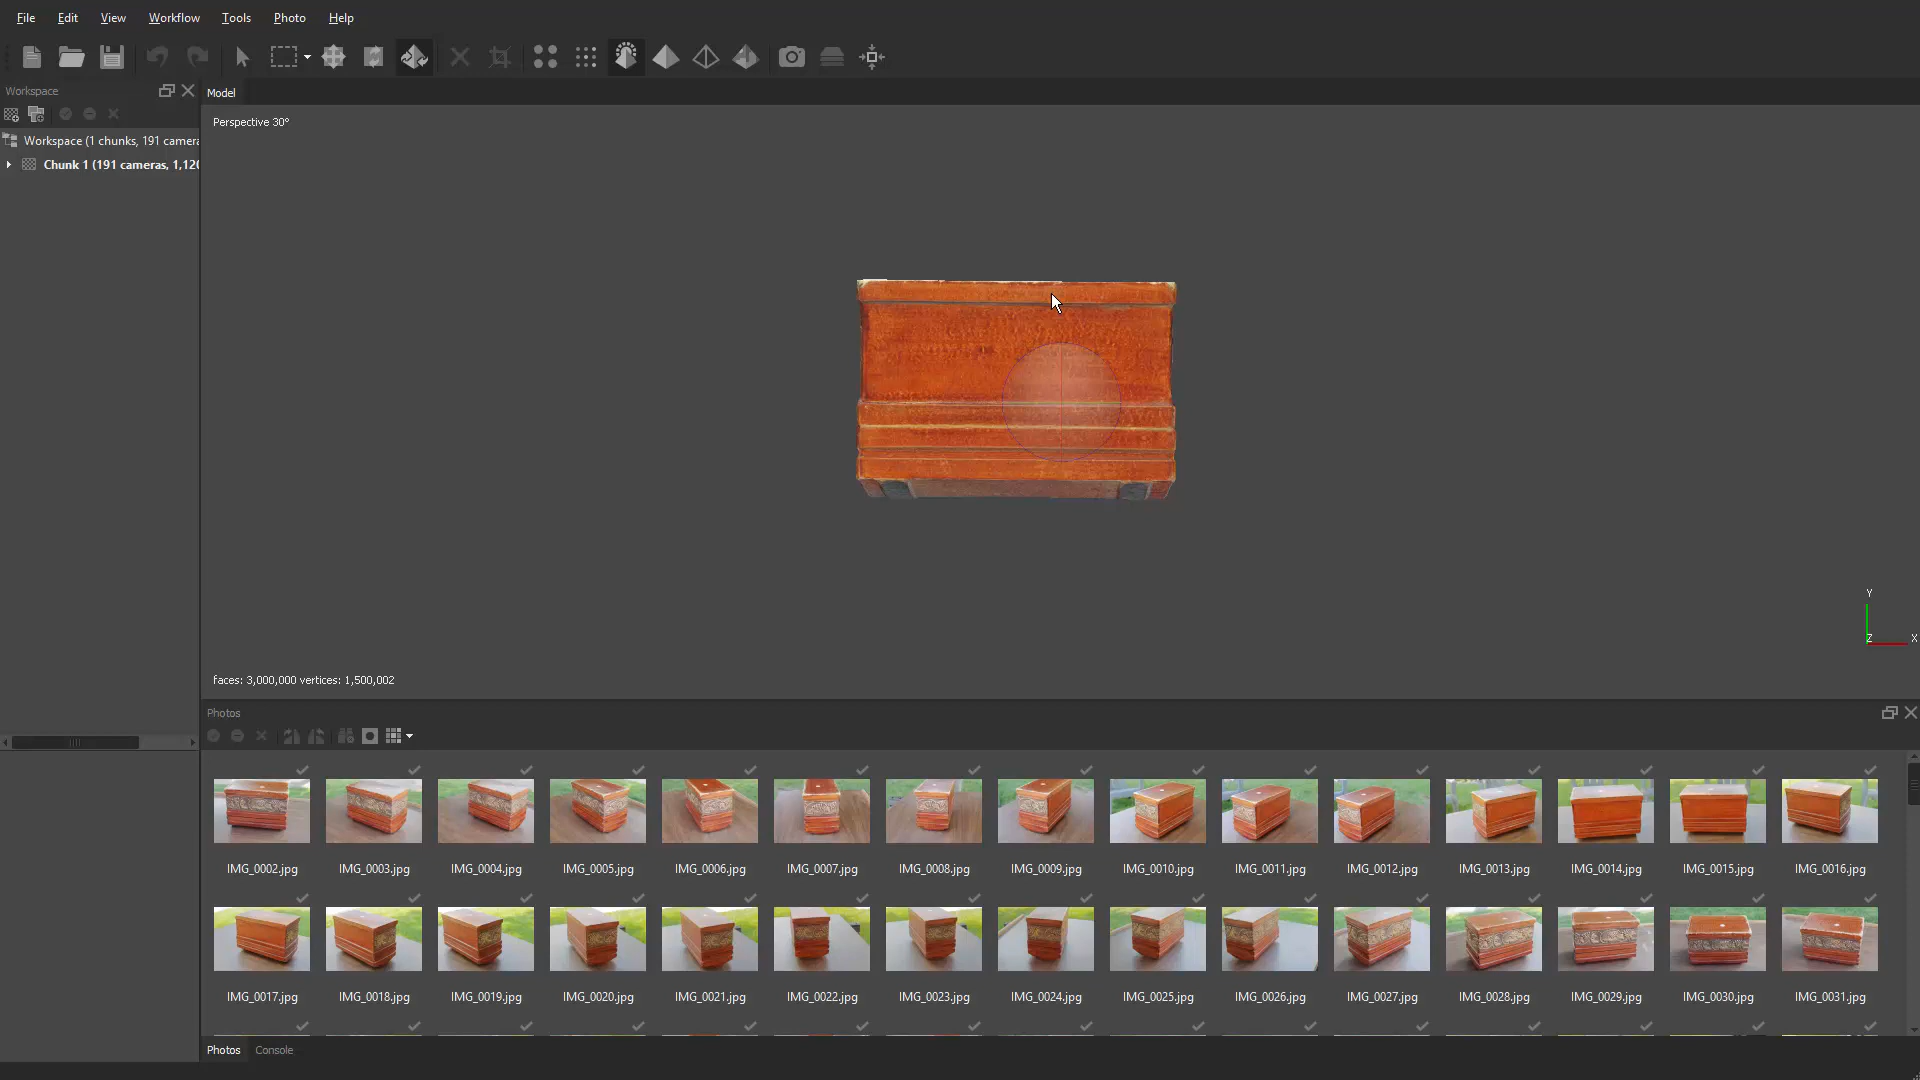 File Edit View Workflow Tools Photo Help
Workspace
Model
Perspective 30°
Workspace (1 chunks, 191 camera
Chunk 1 (191 cameras, 1,120
Y
Z X
faces: 3,000,000 vertices: 1,500,002
Photos
IMG_0002.jpg IMG_0003.jpg IMG_0004.jpg IMG_0005.jpg IMG_0006.jpg IMG_0007.jpg IMG_0008.jpg IMG_0009.jpg IMG_0010.jpg IMG_0011.jpg IMG_0012.jpg IMG_0013.jpg IMG_0014.jpg IMG_0015.jpg IMG_0016.jpg
IMG_0017.jpg IMG_0018.jpg IMG_0019.jpg IMG_0020.jpg IMG_0021.jpg IMG_0022.jpg IMG_0023.jpg IMG_0024.jpg IMG_0025.jpg IMG_0026.jpg IMG_0027.jpg IMG_0028.jpg IMG_0029.jpg IMG_0030.jpg IMG_0031.jpg
Photos Console